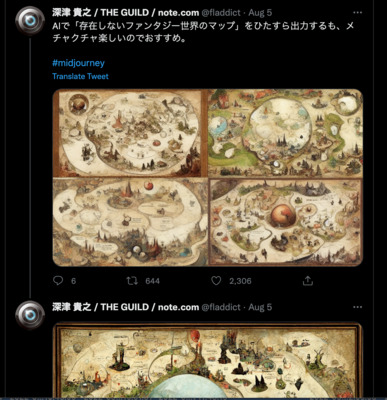 深津 貴之 / THE GUILD / note.com @fladdict · Aug 5
AIで「存在しないファンタジー世界のマップ」をひたすら出力するも、メ
チャクチャ楽しいのでおすすめ。
#midjourney
Translate Tweet
6 644 2,306
深津 貴之 / THE GUILD / note.com @fladdict · Aug 5